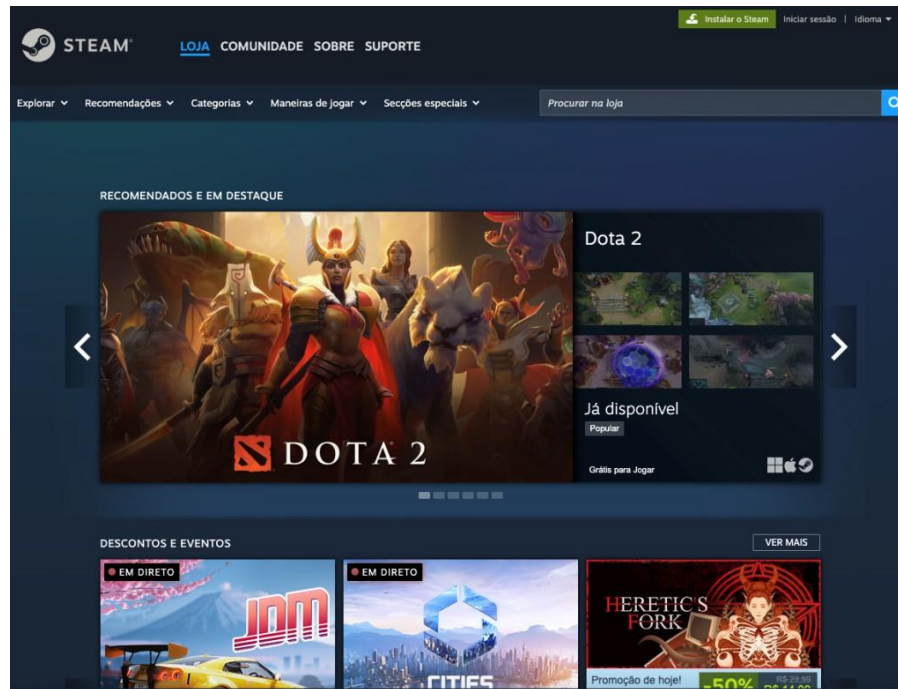 Instalar o Steam Iniciar sessão | Idioma
STEAM®
LOJA COMUNIDADE SOBRE SUPORTE
Explorar Recomendações Categorias Maneiras de jogar Secções especiais
Procurar na loja
RECOMENDADOS E EM DESTAQUE
DOTA 2
Dota 2
Já disponível
Popular
Grátis para Jogar
DESCONTOS E EVENTOS
VER MAIS
EM DIRETO
JDM
EM DIRETO
CITIES
HERETIC'S
FORK
Promoção de hoje!
-50%
R$ 29,99